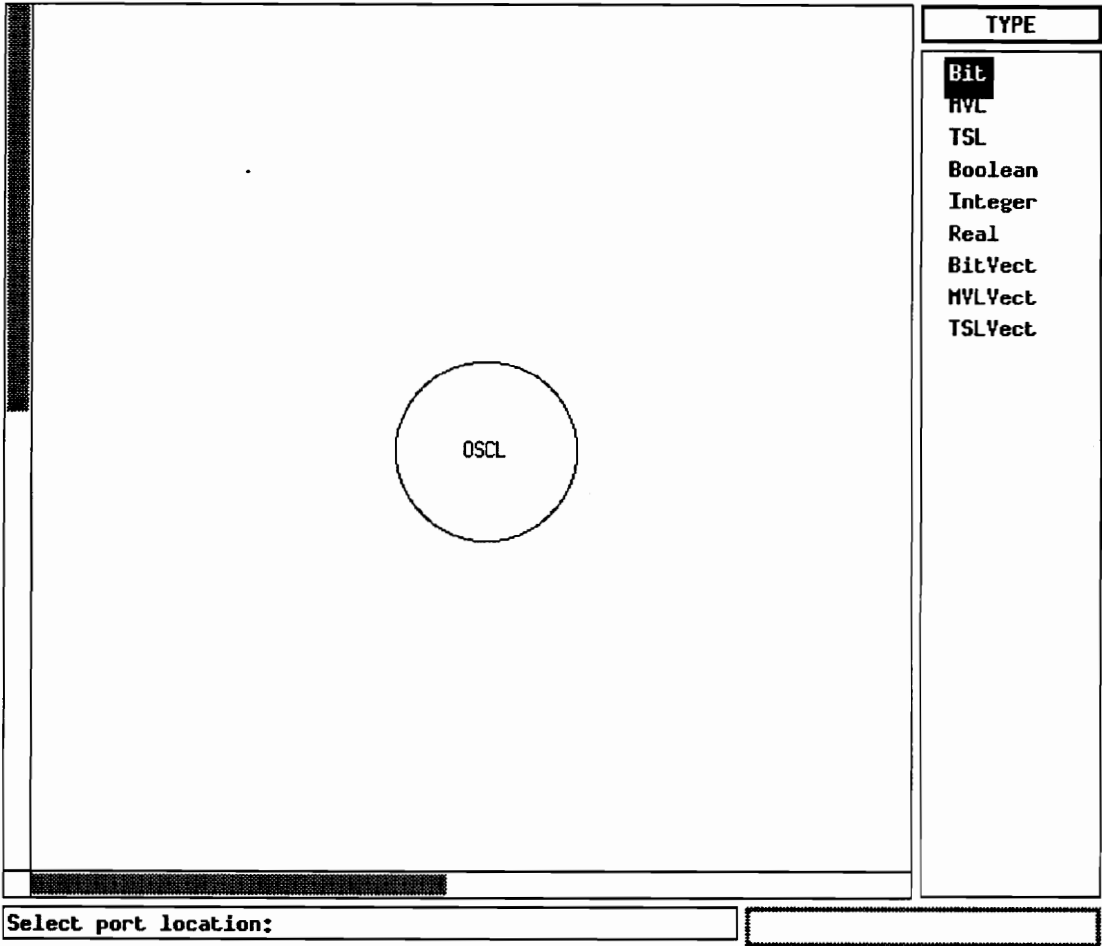 TYPE
Bit
MVL
TSL
Boolean
Integer
Real
BitVect
MVLVect
TSLVect
OSCL
Select port location: